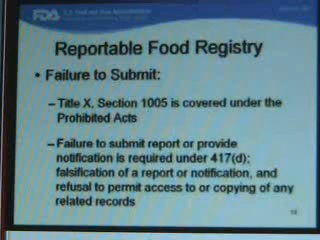 FDA U.S. Food and Drug Administration
Reportable Food Registry
• Failure to Submit:
– Title X, Section 1005 is covered under the
Prohibited Acts
– Failure to submit report or provide
notification is required under 417(d);
falsification of a report or notification, and
refusal to permit access to or copying of any
related records